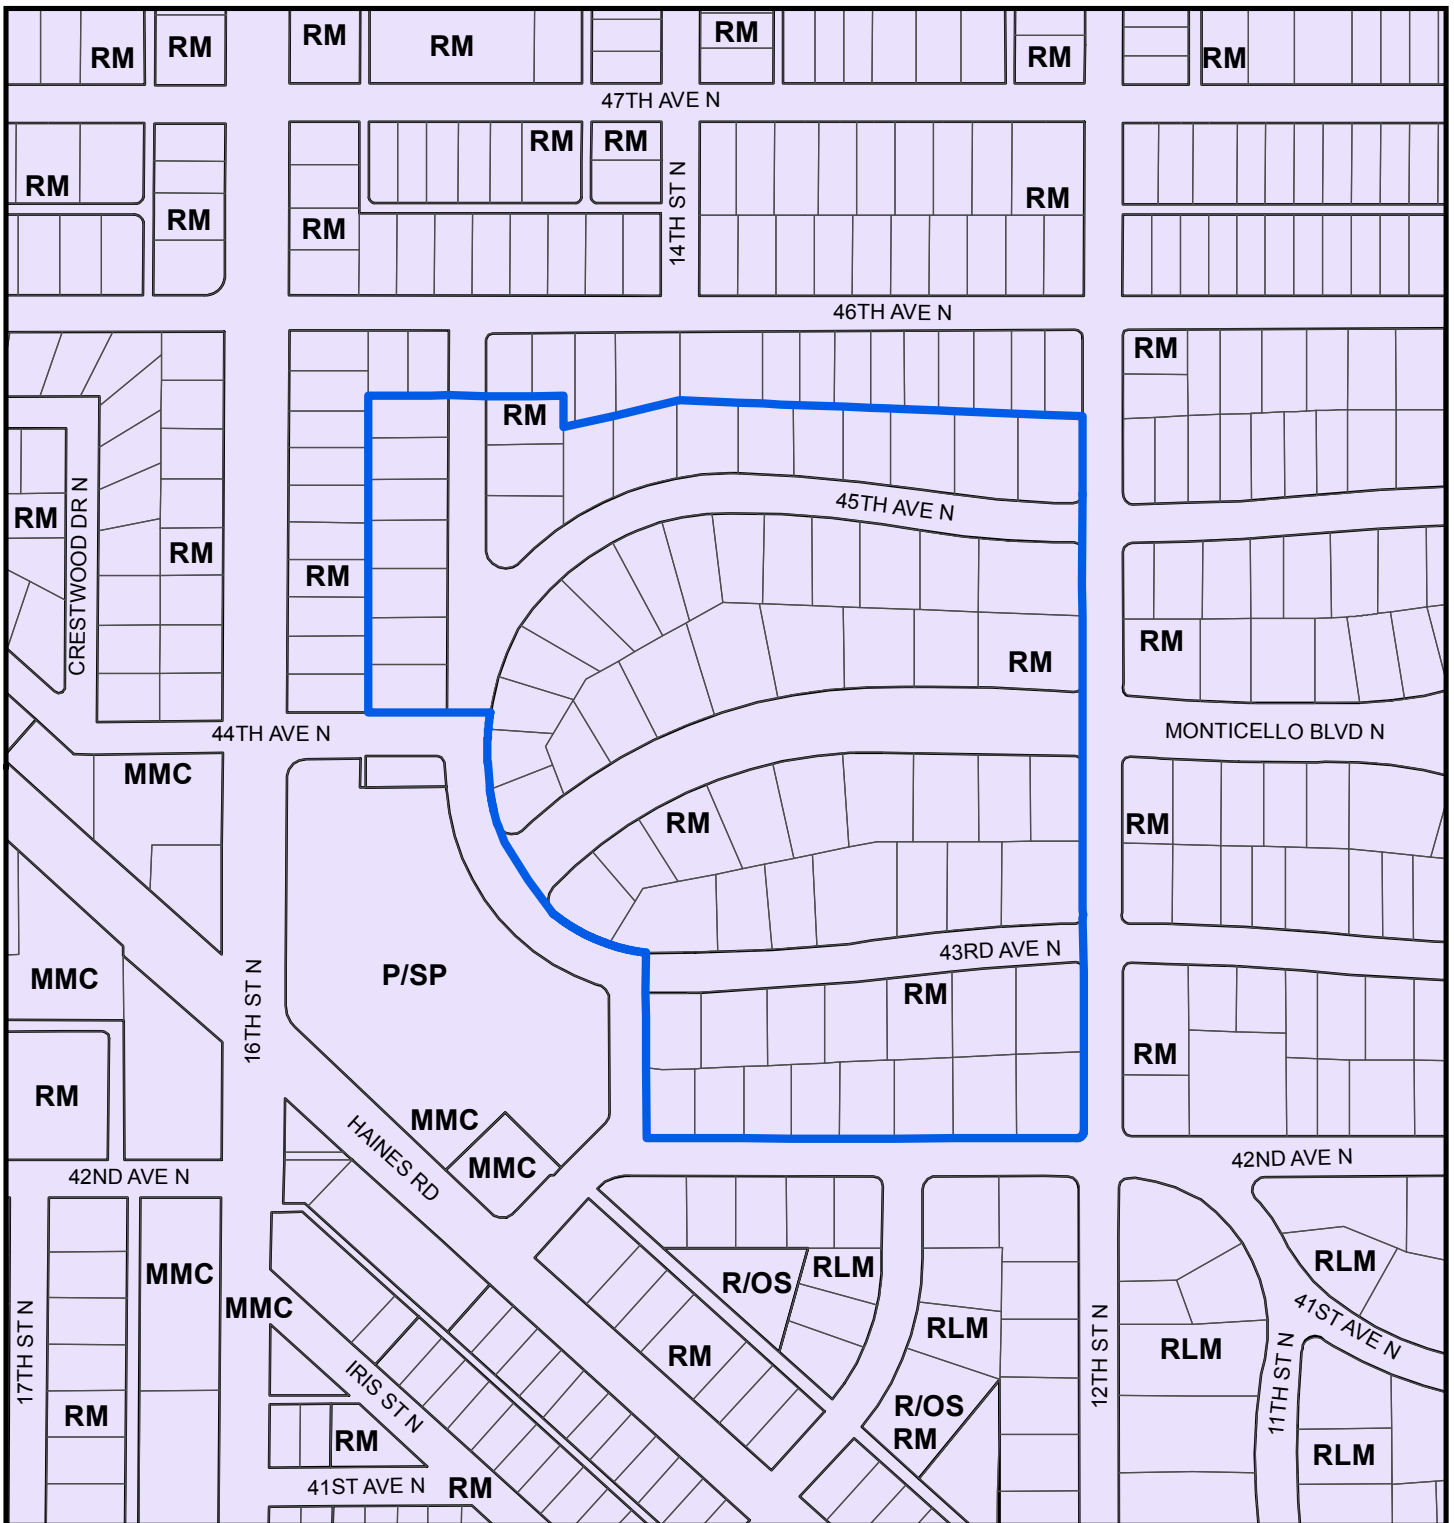 RM
RM
RM
RM
RM
RM
RM
47TH AVE N
RM
RM
RM
RM
RM
RM
14TH ST N
46TH AVE N
RM
RM
45TH AVE N
RM
CRESTWOOD DR N
RM
RM
RM
RM
44TH AVE N
MONTICELLO BLVD N
MMC
RM
RM
43RD AVE N
P/SP
MMC
RM
16TH ST N
RM
RM
MMC
HAINES RD
MMC
42ND AVE N
42ND AVE N
R/OS
RLM
RLM
MMC
MMC
41ST AVE N
RLM
RLM
17TH ST N
12TH ST N
11TH ST N
RM
IRIS ST N
R/OS
RM
RM
RM
RLM
41ST AVE N
RM